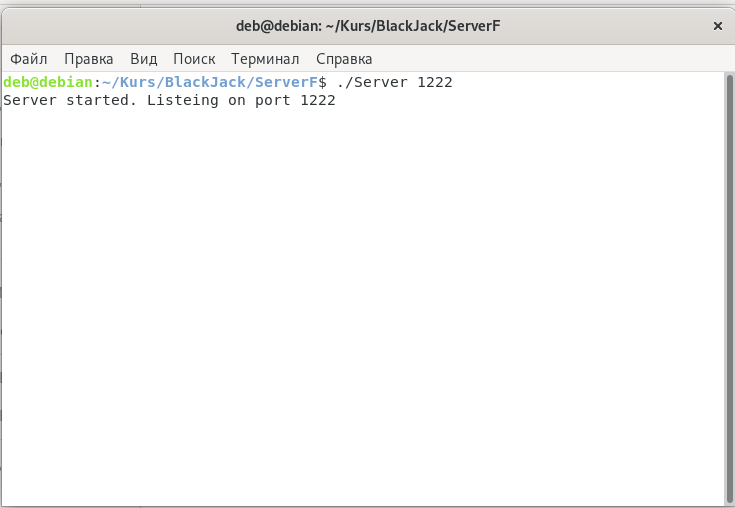 deb@debian: ~/Kurs/BlackJack/ServerF ×
Файл Правка Вид Поиск Терминал Справка
deb@debian:~/Kurs/BlackJack/ServerF$ ./Server 1222
Server started. Listeing on port 1222